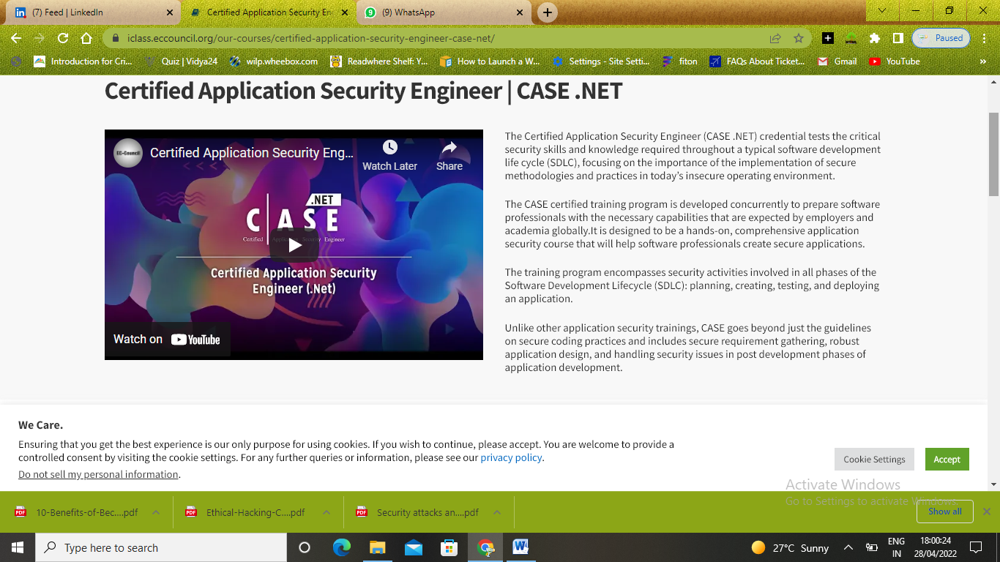 (7) Feed | LinkedIn
Certified Application Security En
(9) WhatsApp
iclass.eccouncil.org/our-courses/certified-application-security-engineer-case-net/
Paused
Introduction for Cri...
Quiz | Vidya24
wilp.wheebox.com
Readwhere Shelf: Y...
How to Launch a W...
Settings - Site Setti...
fiton
FAQs About Ticket...
Gmail
YouTube
»
Certified Application Security Engineer | CASE .NET
EC-Council
Certified Application Security Eng...
Watch Later
Share
.NET
C|ASE
Certified Application Security Engineer
Certified Application Security
Engineer (.Net)
Watch on YouTube
The Certified Application Security Engineer (CASE .NET) credential tests the critical
security skills and knowledge required throughout a typical software development
life cycle (SDLC), focusing on the importance of the implementation of secure
methodologies and practices in today’s insecure operating environment.
The CASE certified training program is developed concurrently to prepare software
professionals with the necessary capabilities that are expected by employers and
academia globally.It is designed to be a hands-on, comprehensive application
security course that will help software professionals create secure applications.
The training program encompasses security activities involved in all phases of the
Software Development Lifecycle (SDLC): planning, creating, testing, and deploying
an application.
Unlike other application security trainings, CASE goes beyond just the guidelines
on secure coding practices and includes secure requirement gathering, robust
application design, and handling security issues in post development phases of
application development.
We Care.
Ensuring that you get the best experience is our only purpose for using cookies. If you wish to continue, please accept. You are welcome to provide a
controlled consent by visiting the cookie settings. For any further queries or information, please see our privacy policy.
Do not sell my personal information.
Cookie Settings
Accept
Activate Windows
Go to Settings to activate Windows.
10-Benefits-of-Bec....pdf
Ethical-Hacking-C....pdf
Security attacks an....pdf
Show all
Type here to search
27°C Sunny
ENG
IN
18:00:24
28/04/2022